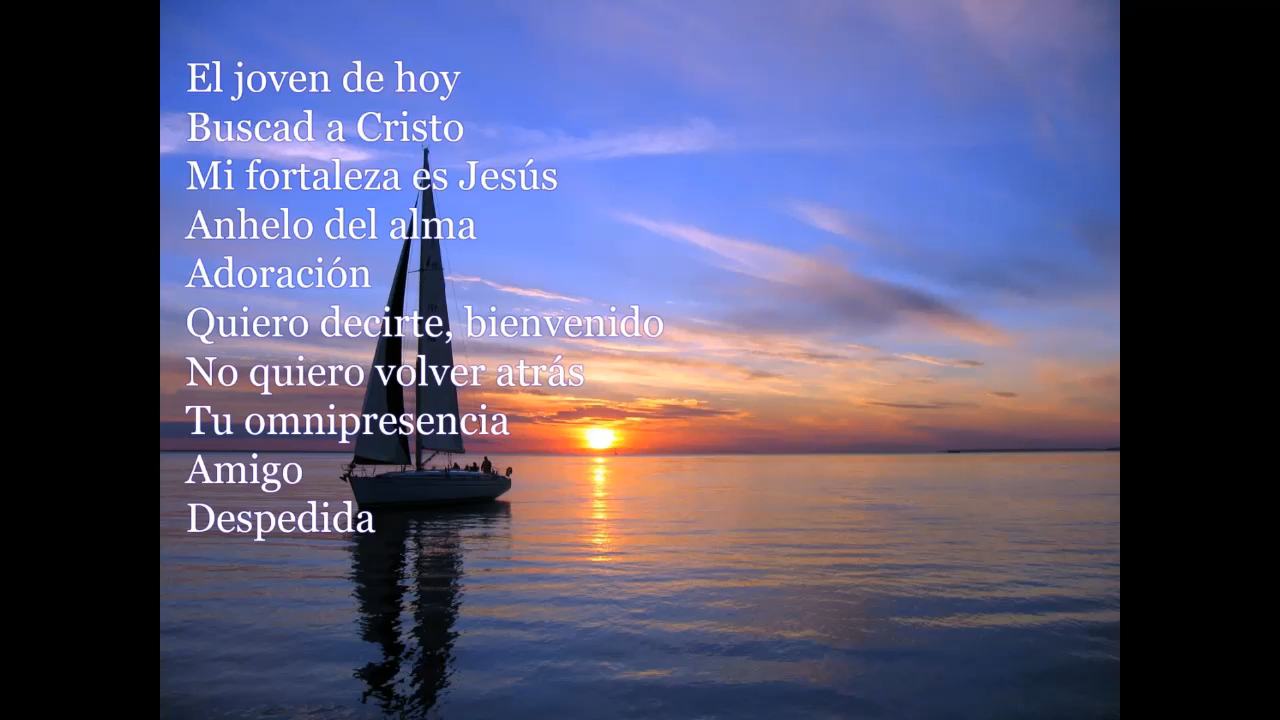 El joven de hoy
Buscad a Cristo
Mi fortaleza es Jesús
Anhelo del alma
Adoración
Quiero decirte, bienvenido
No quiero volver atrás
Tu omnipresencia
Amigo
Despedida